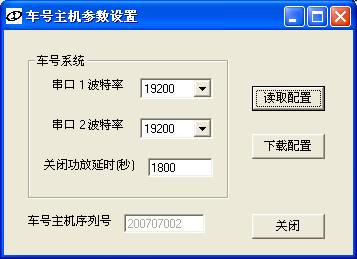 车号主机参数设置
车号系统
串口 1 波特率
19200
读取配置
串口 2 波特率
19200
下载配置
关闭功放延时(秒)
1800
车号主机序列号
200707002
关闭